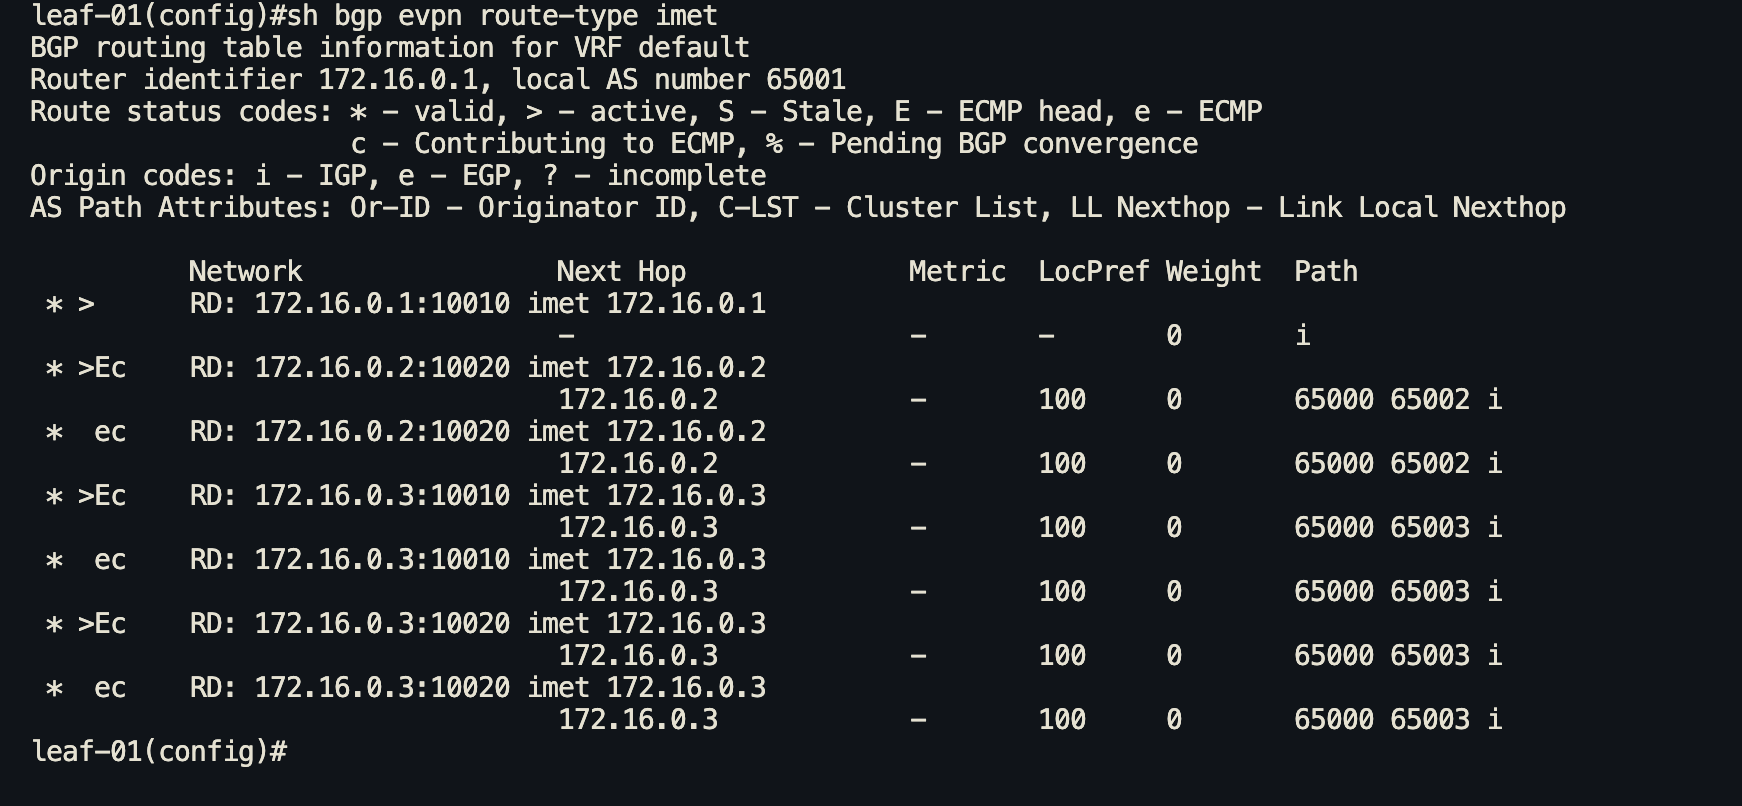 leaf-01(config)#sh bgp evpn route-type imet
BGP routing table information for VRF default
Router identifier 172.16.0.1, local AS number 65001
Route status codes: * - valid, > - active, S - Stale, E - ECMP head, e - ECMP
                    c - Contributing to ECMP, % - Pending BGP convergence
Origin codes: i - IGP, e - EGP, ? - incomplete
AS Path Attributes: Or-ID - Originator ID, C-LST - Cluster List, LL Nexthop - Link Local Nexthop

          Network                Next Hop              Metric  LocPref Weight  Path
 * >      RD: 172.16.0.1:10010 imet 172.16.0.1
                                 -                     -       -       0       i
 * >Ec    RD: 172.16.0.2:10020 imet 172.16.0.2
                                 172.16.0.2            -       100     0       65000 65002 i
 *  ec    RD: 172.16.0.2:10020 imet 172.16.0.2
                                 172.16.0.2            -       100     0       65000 65002 i
 * >Ec    RD: 172.16.0.3:10010 imet 172.16.0.3
                                 172.16.0.3            -       100     0       65000 65003 i
 *  ec    RD: 172.16.0.3:10010 imet 172.16.0.3
                                 172.16.0.3            -       100     0       65000 65003 i
 * >Ec    RD: 172.16.0.3:10020 imet 172.16.0.3
                                 172.16.0.3            -       100     0       65000 65003 i
 *  ec    RD: 172.16.0.3:10020 imet 172.16.0.3
                                 172.16.0.3            -       100     0       65000 65003 i
leaf-01(config)#